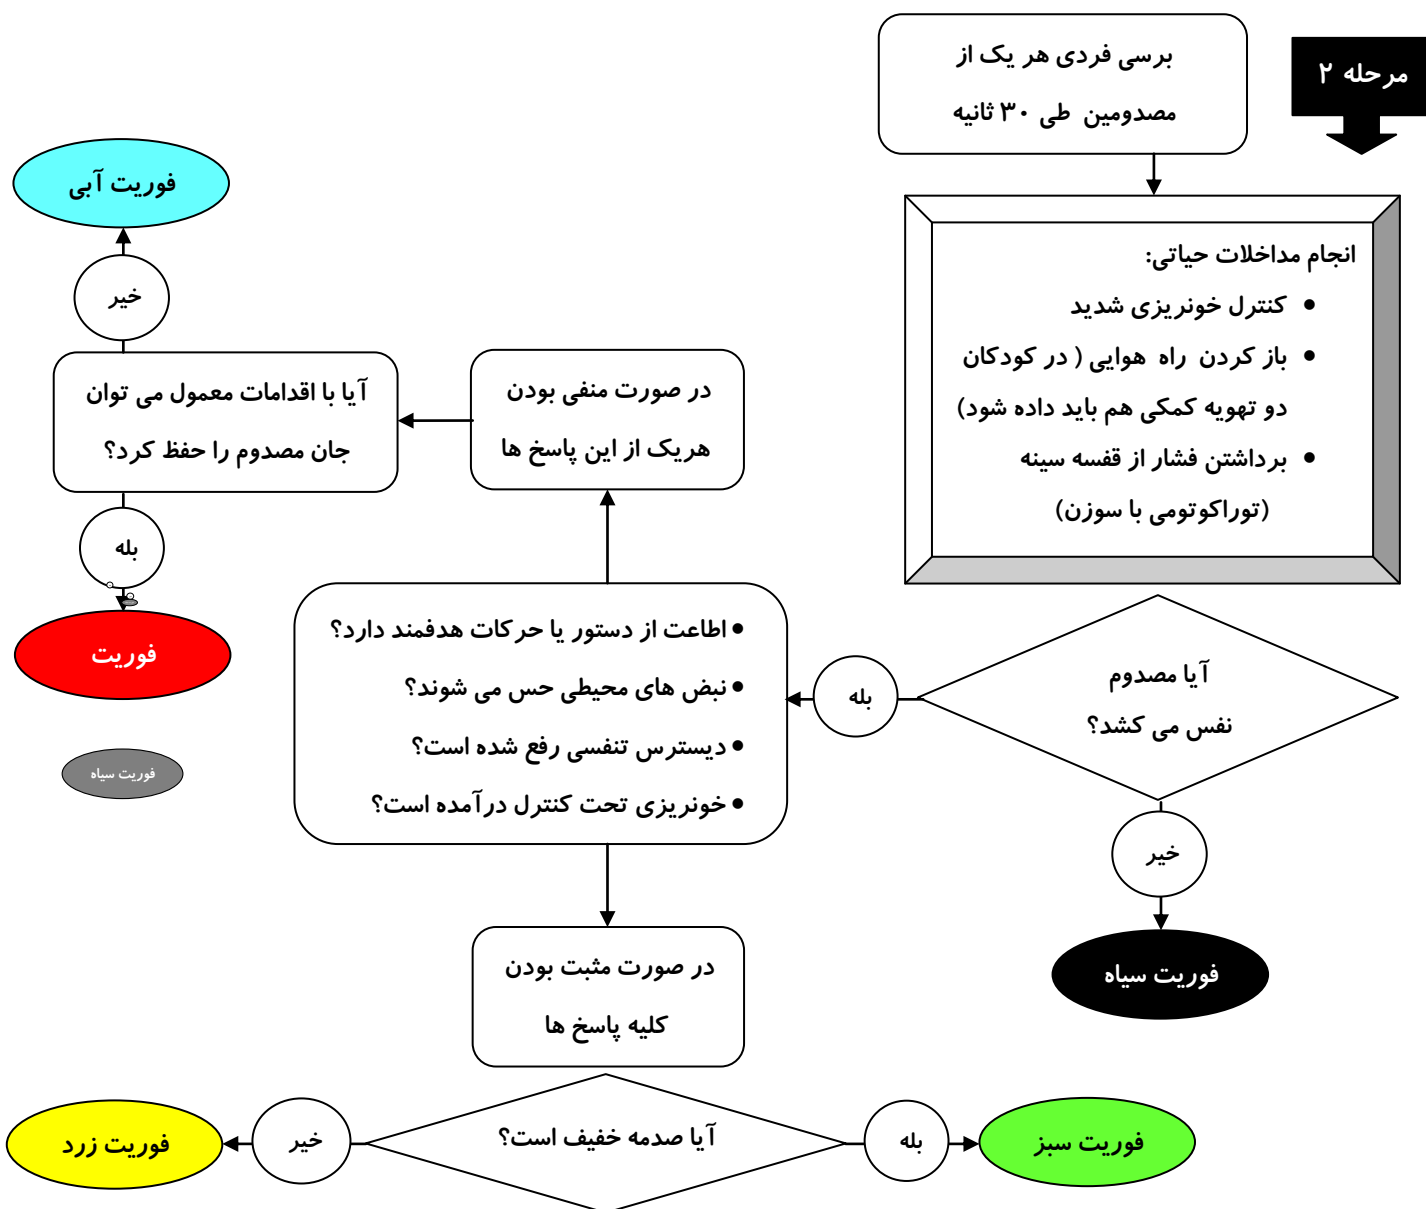 مرحله ۲
برسی فردی هر یک از
مصدومین طی ۳۰ ثانیه
انجام مداخلات حیاتی:
• کنترل خونریزی شدید
• باز کردن راه هوایی ( در کودکان
دو تهویه کمکی هم باید داده شود)
• برداشتن فشار از قفسه سینه
(توراکوتومی با سوزن)
آیا مصدوم
نفس می کشد؟
بله
خیر
فوریت سیاه
• اطاعت از دستور یا حرکات هدفمند دارد؟
• نبض های محیطی حس می شوند؟
• دیسترس تنفسی رفع شده است؟
• خونریزی تحت کنترل درآمده است؟
در صورت منفی بودن
هریک از این پاسخ ها
آیا با اقدامات معمول می توان
جان مصدوم را حفظ کرد؟
خیر
فوریت آبی
بله
فوریت
فوریت سیاه
در صورت مثبت بودن
کلیه پاسخ ها
آیا صدمه خفیف است؟
بله
فوریت سبز
خیر
فوریت زرد